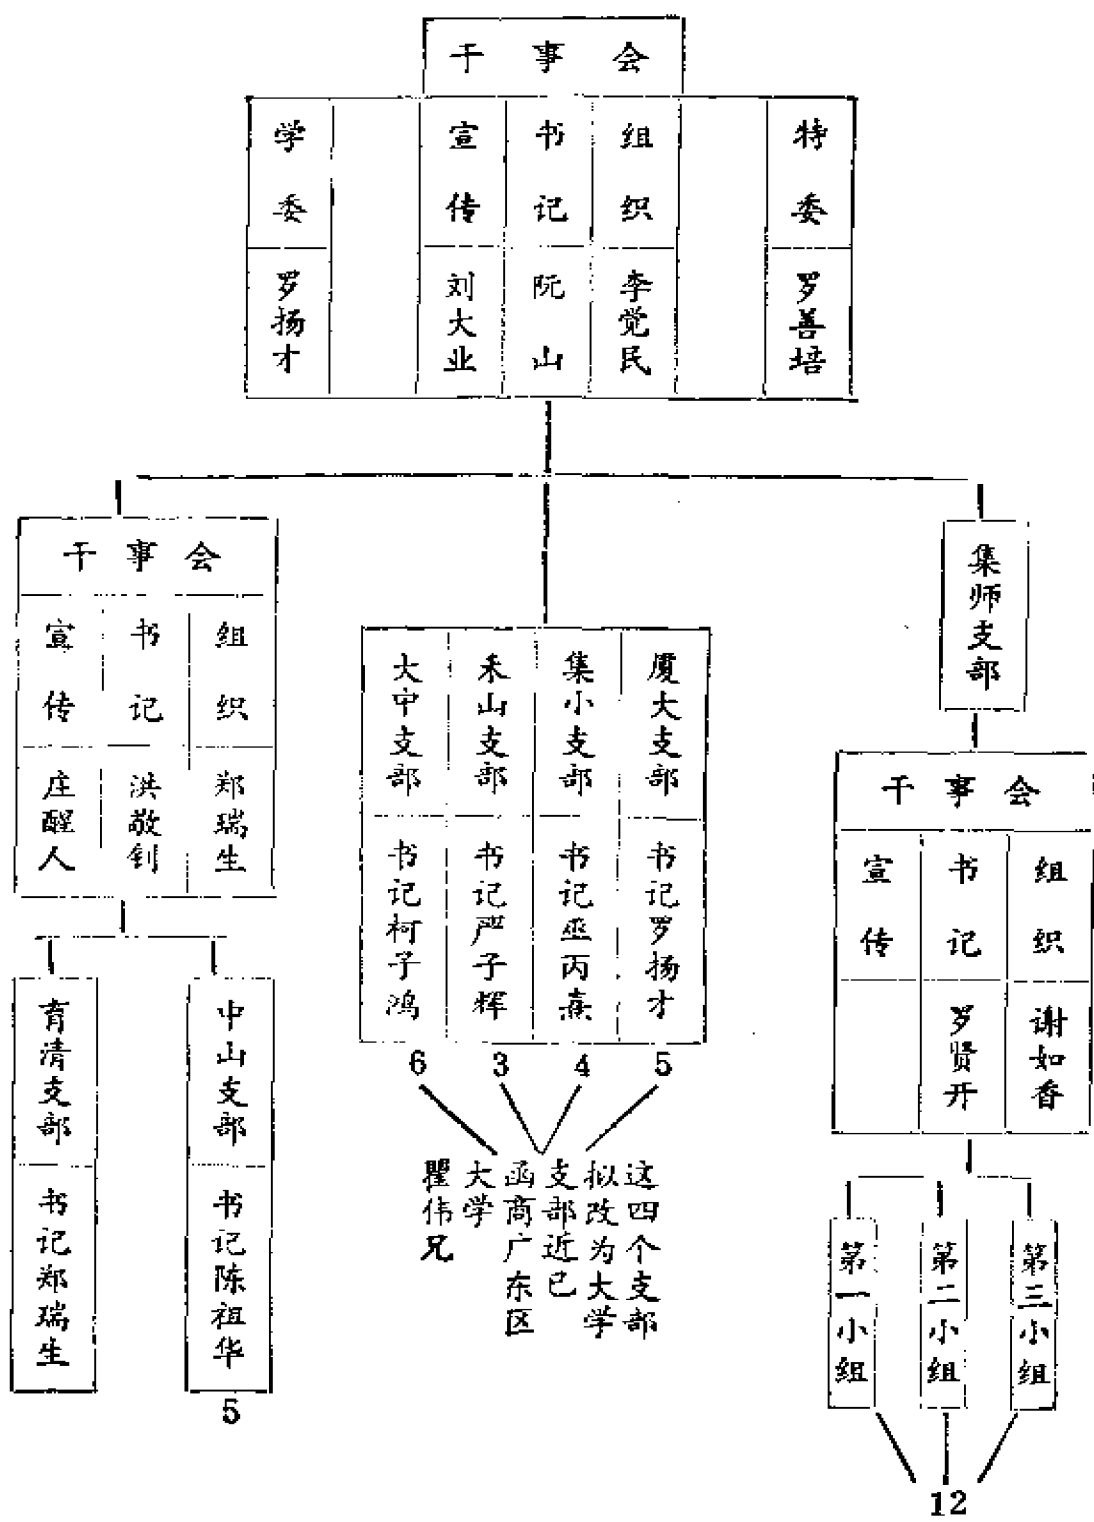 干事会
学委 罗扬才
宣传 刘大业
书记 阮山
组织 李觉民
特委 罗善培
干事会
宣传 庄醒人
书记 洪敬钊
组织 郑瑞生
育清支部 书记郑瑞生
中山支部 书记陈祖华
5
大中支部 书记柯子鸿
禾山支部 书记严子辉
集小支部 书记巫丙熹
厦大支部 书记罗扬才
6 3 4 5
这四个支部
拟改为大学
支部近已
函商广东区
大学
瞿伟兄
集师支部
干事会
宣传
书记 罗贤开
组织 谢如香
第一小组
第二小组
第三小组
12